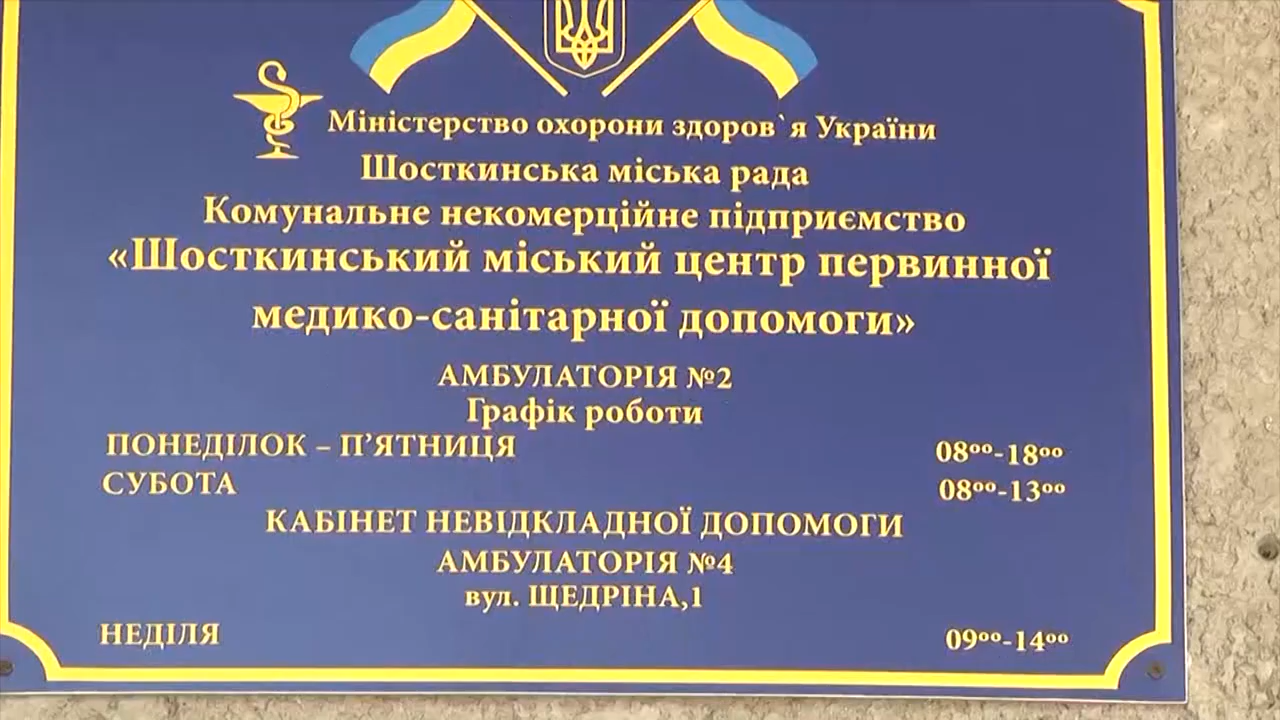 Міністерство охорони здоров`я України
Шосткинська міська рада
Комунальне некомерційне підприємство
«Шосткинський міський центр первинної
медико-санітарної допомоги»
АМБУЛАТОРІЯ №2
Графік роботи
ПОНЕДІЛОК – П’ЯТНИЦЯ 08⁰⁰-18⁰⁰
СУБОТА 08⁰⁰-13⁰⁰
КАБІНЕТ НЕВІДКЛАДНОЇ ДОПОМОГИ
АМБУЛАТОРІЯ №4
вул. ЩЕДРІНА,1
НЕДІЛЯ 09⁰⁰-14⁰⁰